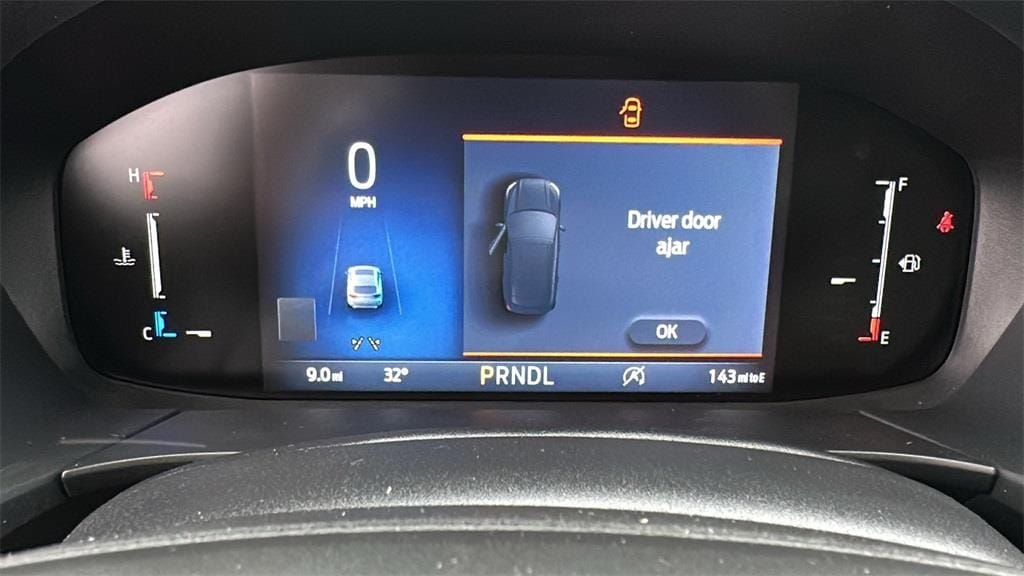 0
MPH
H
C
Driver door
ajar
OK
F
E
9.0 mi 32° PRNDL 143 mi to E